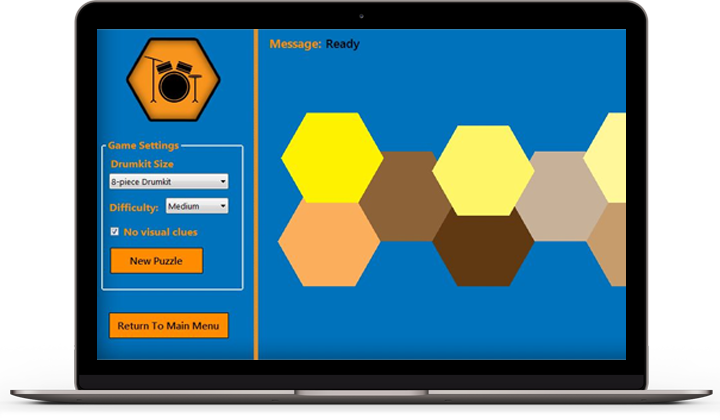 Message: Ready
Game Settings
Drumkit Size
8-piece Drumkit
Difficulty: Medium
No visual clues
New Puzzle
Return To Main Menu